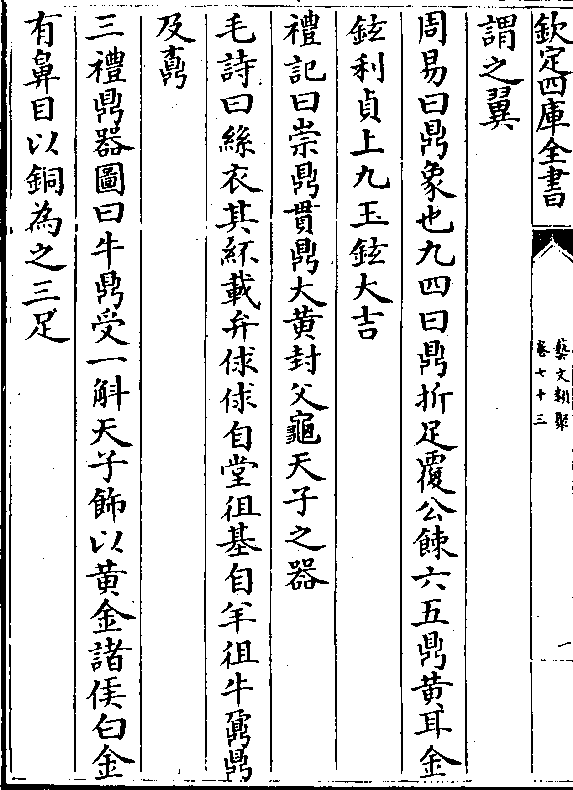 欽定四庫全書
藝文類聚
卷七十三
一
謂之翼
周易曰鼎象也九四曰鼎折足覆公餗六五鼎黄耳金
鉉利貞上九玉鉉大吉
禮記曰崇鼎貫鼎大黄封父龜天子之器
毛詩曰絲衣其紑載弁俅俅自堂徂基自羊徂牛鼐鼎
及鼒
三禮鼎器圖曰牛鼎受一斛天子飾以黄金諸侯白金
有鼻目以銅為之三足